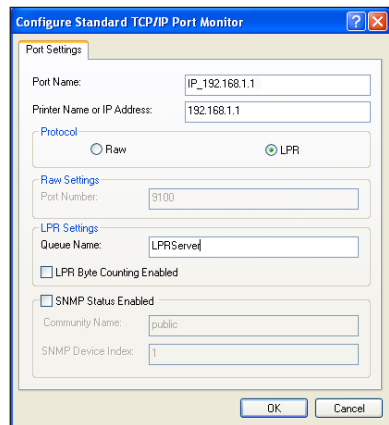 Configure Standard TCP/IP Port Monitor
Port Settings
Port Name: IP_192.168.1.1
Printer Name or IP Address: 192.168.1.1
Protocol
Raw LPR
Raw Settings
Port Number: 9100
LPR Settings
Queue Name: LPRServer
LPR Byte Counting Enabled
SNMP Status Enabled
Community Name: public
SNMP Device Index: 1
OK Cancel